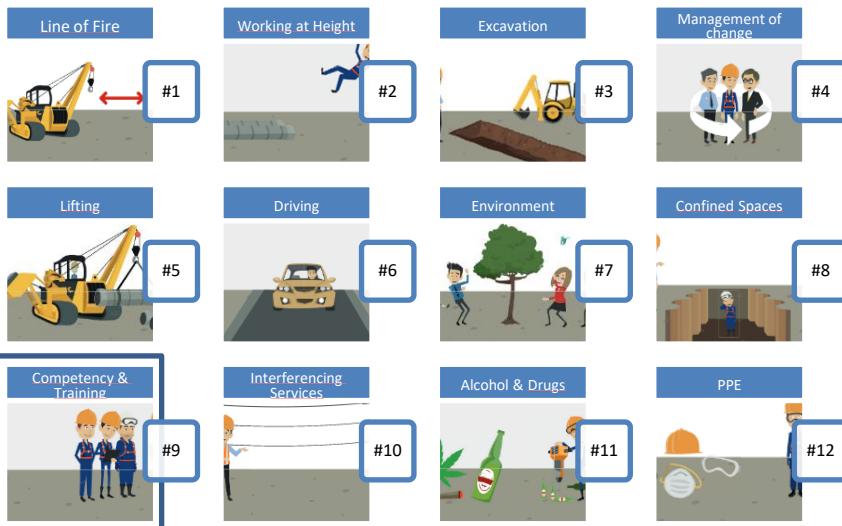 Line of Fire
#1
Working at Height
#2
Excavation
#3
Management of
change
#4
Lifting
#5
Driving
#6
Environment
#7
Confined Spaces
#8
Competency &
Training
#9
Interferencing
Services
#10
Alcohol & Drugs
#11
PPE
#12